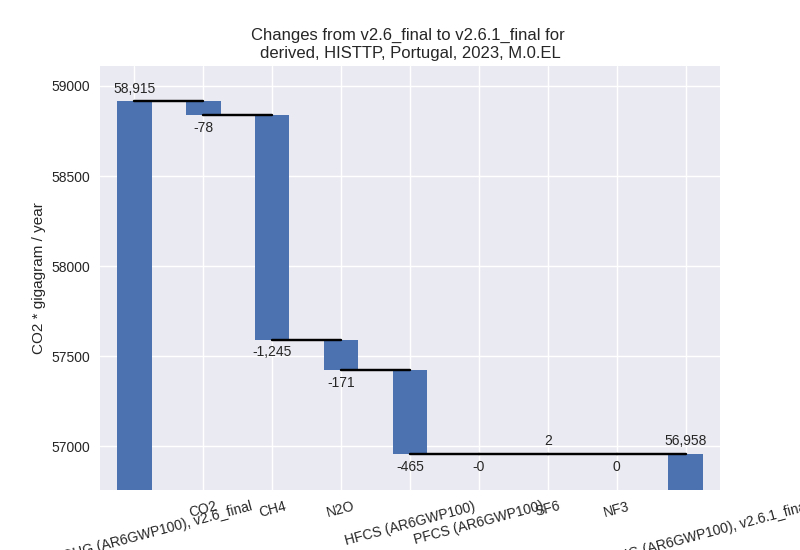 Changes from v2.6_final to v2.6.1_final for
derived, HISTTP, Portugal, 2023, M.0.EL
CO2 * gigagram / year
59000
58500
58000
57500
57000
58,915
-78
-1,245
-171
-465
-0
2
0
56,958
(AR6GWP100), v2.6_final
CO2
CH4
N2O
HFCS (AR6GWP100)
PFCS (AR6GWP100)
SF6
NF3
(AR6GWP100), v2.6.1_final